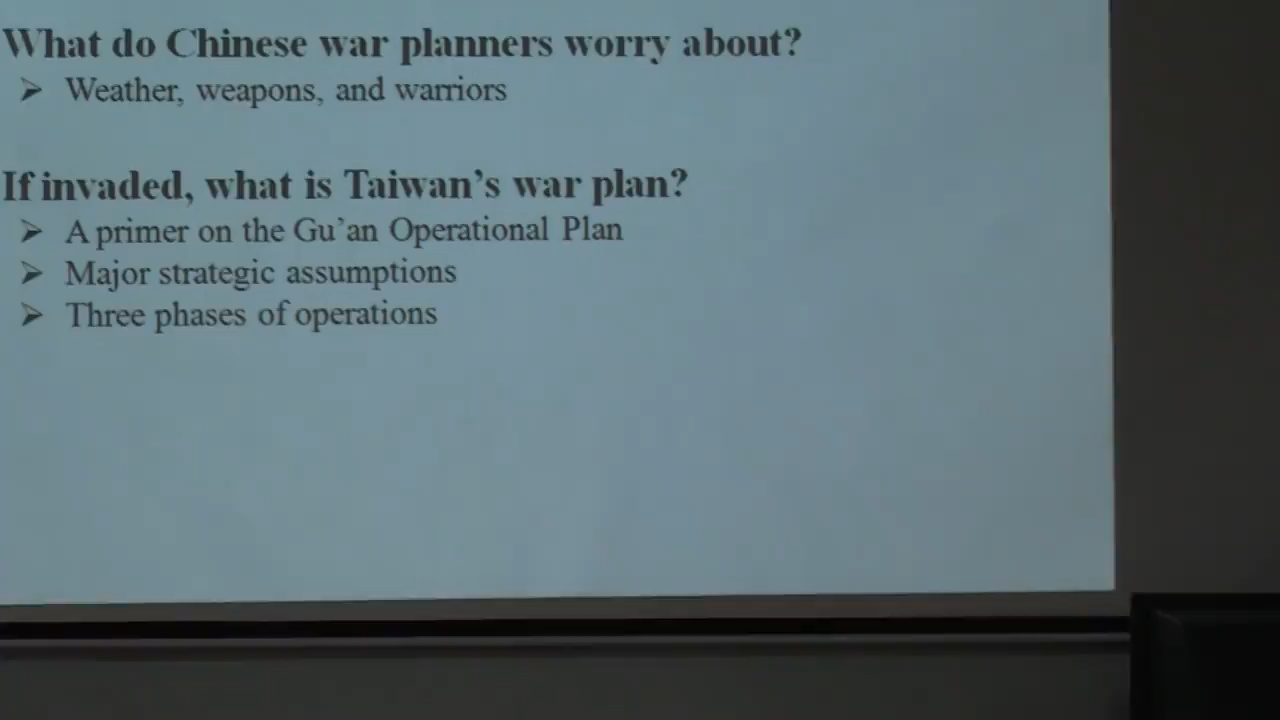 What do Chinese war planners worry about?
➢ Weather, weapons, and warriors
If invaded, what is Taiwan’s war plan?
➢ A primer on the Gu’an Operational Plan
➢ Major strategic assumptions
➢ Three phases of operations